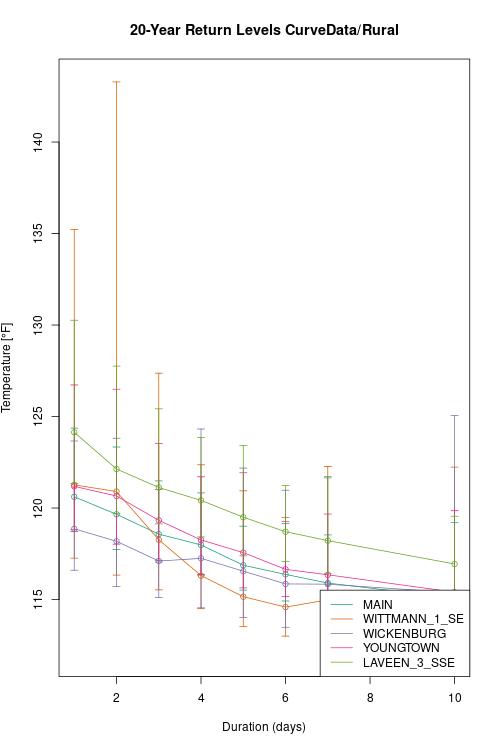 20-Year Return Levels CurveData/Rural
Temperature [°F]
140
135
130
125
120
115
2
4
6
8
10
Duration (days)
MAIN
WITTMANN_1_SE
WICKENBURG
YOUNGTOWN
LAVEEN_3_SSE